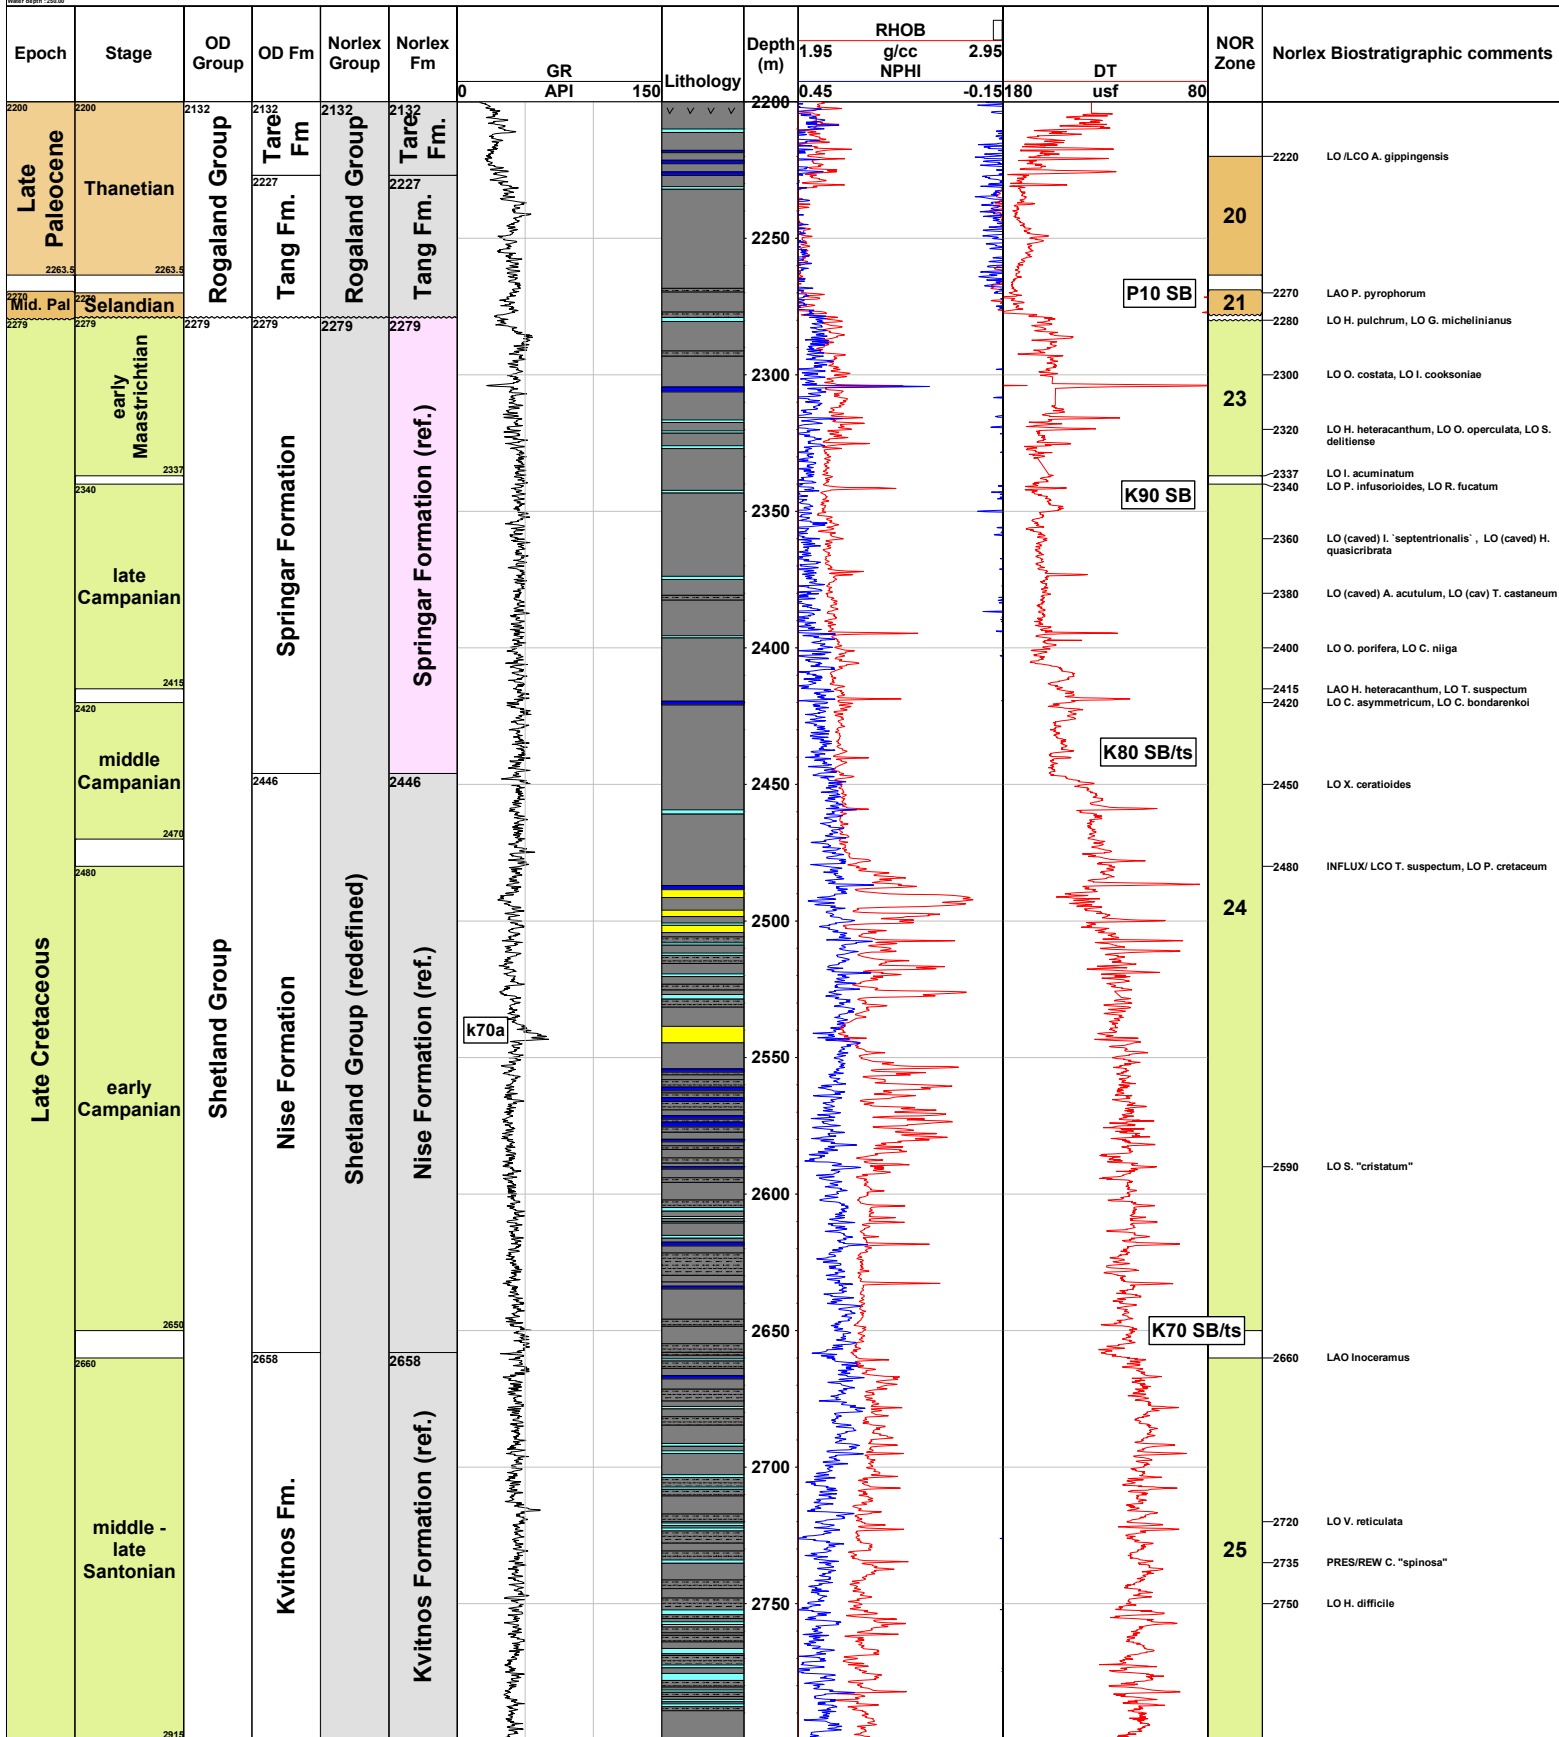 Water depth : 250.00
Epoch
Stage
OD Group
OD Fm
Norlex Group
Norlex Fm
GR
0 API 150
Lithology
Depth (m)
RHOB
1.95 g/cc 2.95
NPHI
0.45 -0.15
DT
180 usf 80
NOR Zone
Norlex Biostratigraphic comments
2200
Late Paleocene
2263.5
2270
Mid. Pal
2279
Late Cretaceous
2200
Thanetian
2263.5
2270
Selandian
2279
early Maastrichtian
2337
2340
late Campanian
2415
2420
middle Campanian
2470
2480
early Campanian
2650
2660
middle - late Santonian
2915
2132
Rogaland Group
2279
Shetland Group
2132
Tare Fm
2227
Tang Fm.
2279
Springar Formation
2446
Nise Formation
2658
Kvitnos Fm.
2132
Rogaland Group
2279
Shetland Group (redefined)
2132
Tare Fm.
2227
Tang Fm.
2279
Springar Formation (ref.)
2446
Nise Formation (ref.)
2658
Kvitnos Formation (ref.)
k70a
2200
2250
2300
2350
2400
2450
2500
2550
2600
2650
2700
2750
P10 SB
K90 SB
K80 SB/ts
K70 SB/ts
20
21
23
24
25
2220 LO /LCO A. gippingensis
2270 LAO P. pyrophorum
2280 LO H. pulchrum, LO G. michelinianus
2300 LO O. costata, LO I. cooksoniae
2320 LO H. heteracanthum, LO O. operculata, LO S.
delitiense
2337 LO I. acuminatum
2340 LO P. infusorioides, LO R. fucatum
2360 LO (caved) I. `septentrionalis` , LO (caved) H.
quasicribrata
2380 LO (caved) A. acutulum, LO (cav) T. castaneum
2400 LO O. porifera, LO C. niiga
2415 LAO H. heteracanthum, LO T. suspectum
2420 LO C. asymmetricum, LO C. bondarenkoi
2450 LO X. ceratioides
2480 INFLUX/ LCO T. suspectum, LO P. cretaceum
2590 LO S. "cristatum"
2660 LAO Inoceramus
2720 LO V. reticulata
2735 PRES/REW C. "spinosa"
2750 LO H. difficile